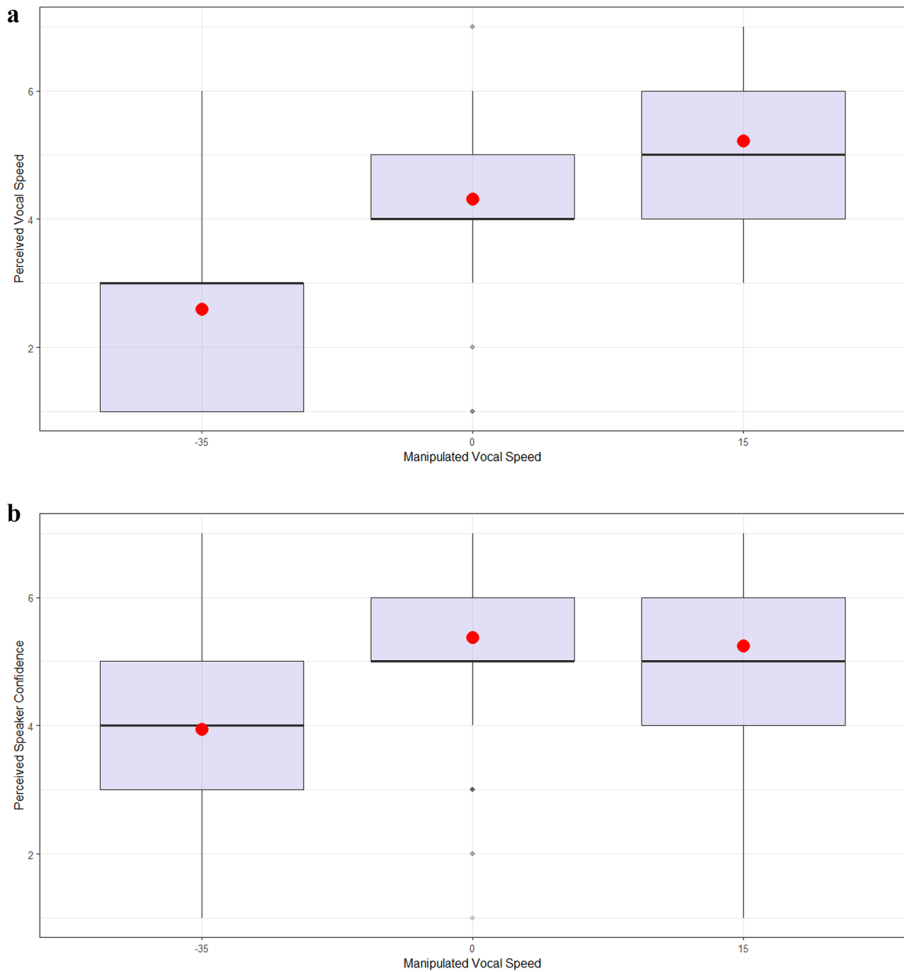 a
Perceived Vocal Speed
6
4
2
-35
0
15
Manipulated Vocal Speed
b
Perceived Speaker Confidence
6
4
2
-35
0
15
Manipulated Vocal Speed